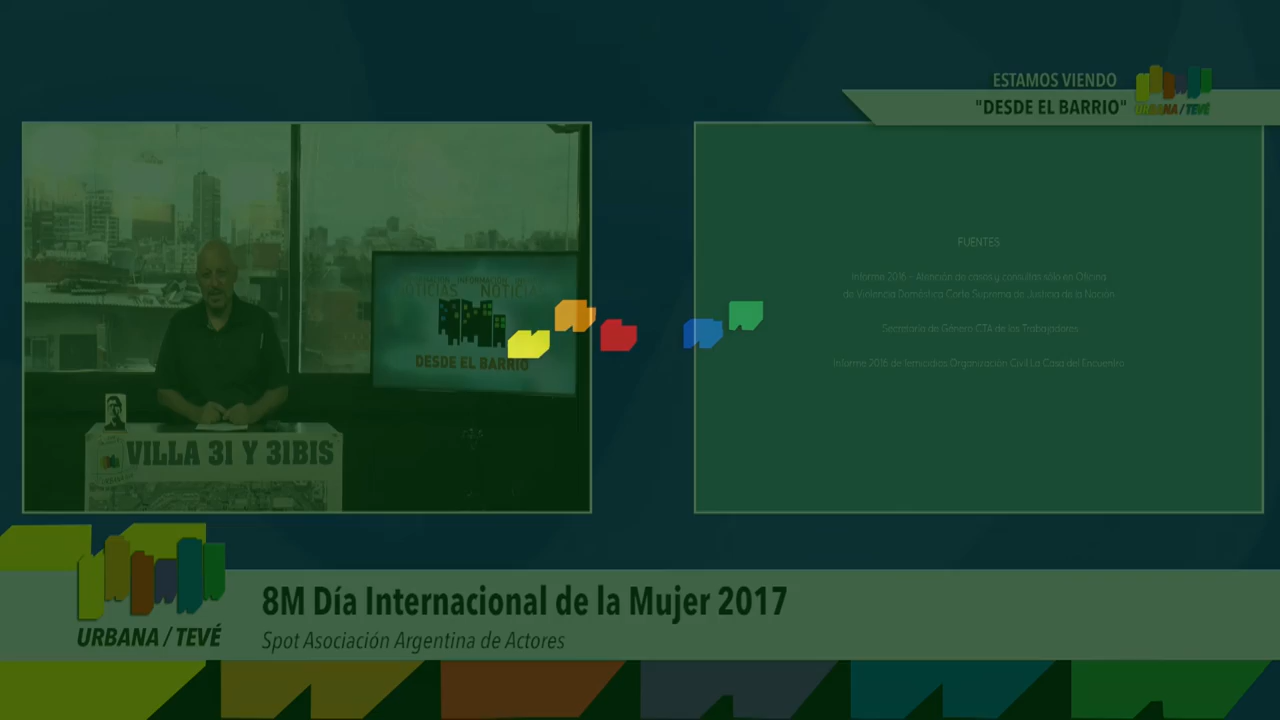 ESTAMOS VIENDO
"DESDE EL BARRIO"
URBANA / TEVÉ
FUENTES
Informe 2016 - Atención de casos y consultas sólo en Oficina
de Violencia Doméstica Corte Suprema de Justicia de la Nación
Secretaría de Género CTA de los Trabajadores
Informe 2016 de femicidios Organización Civil La Casa del Encuentro
NOTICIAS
DESDE EL BARRIO
VILLA 31 Y 31BIS
8M Día Internacional de la Mujer 2017
Spot Asociación Argentina de Actores
URBANA / TEVÉ